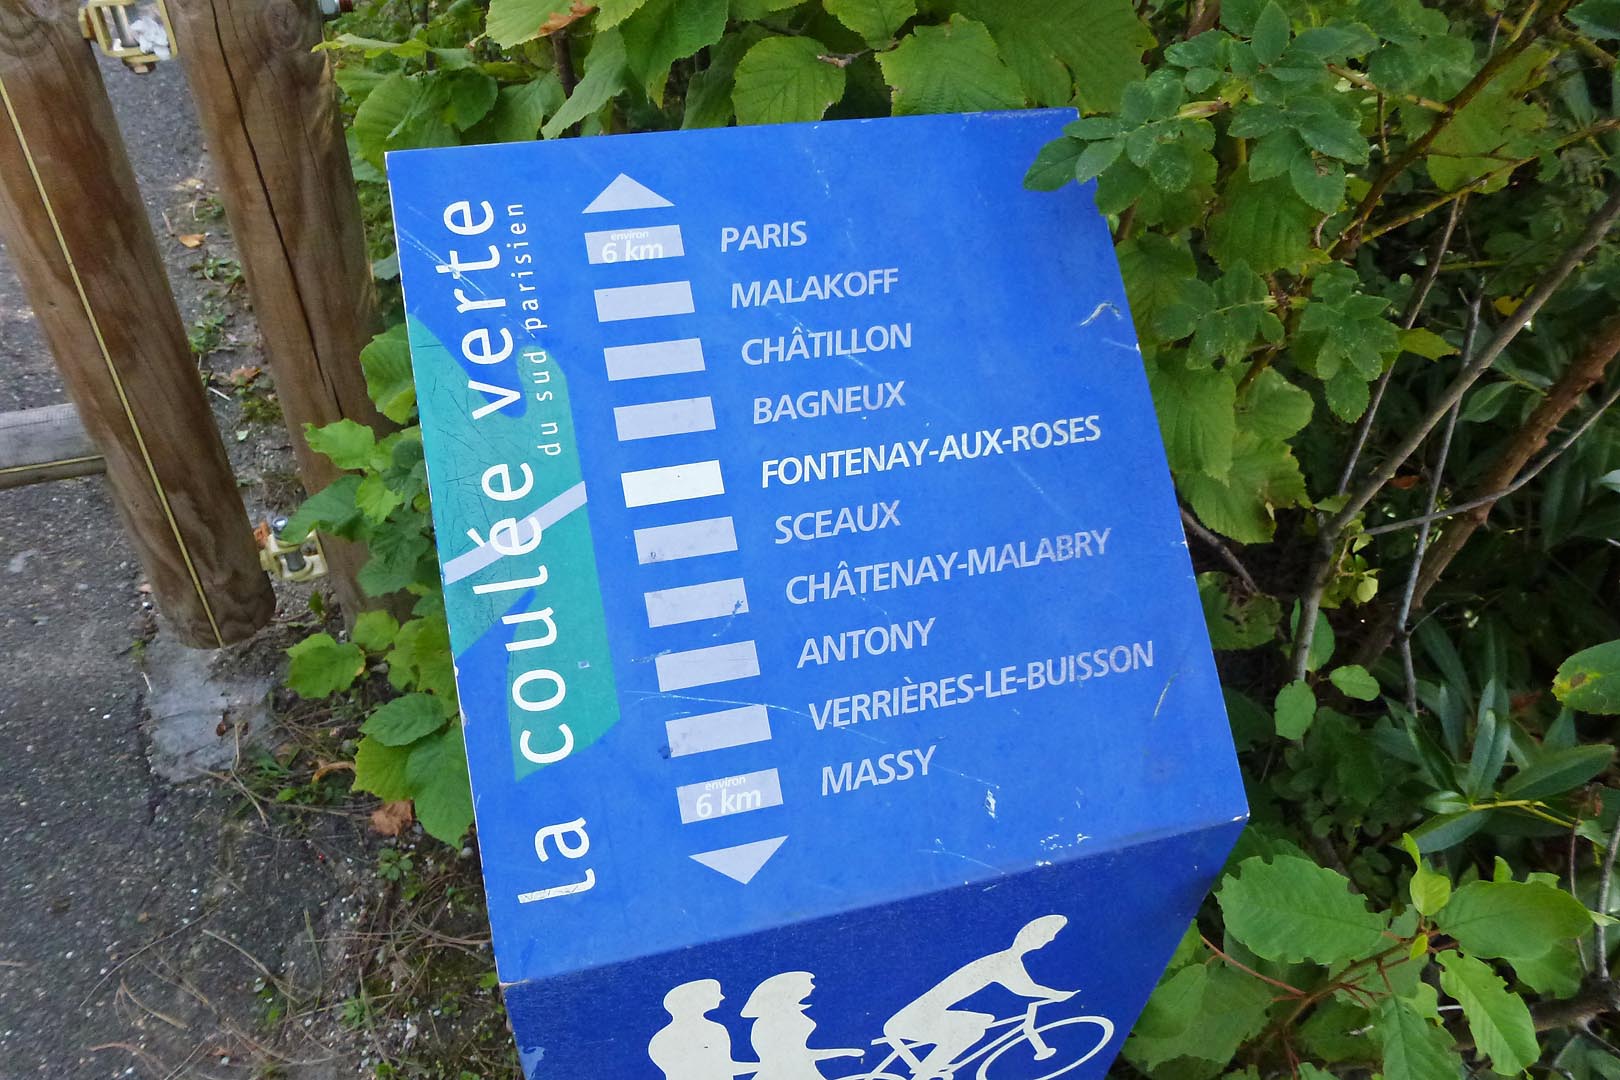 la coulée verte
du sud parisien
environ
6 km
PARIS
MALAKOFF
CHÂTILLON
BAGNEUX
FONTENAY-AUX-ROSES
SCEAUX
CHÂTENAY-MALABRY
ANTONY
VERRIÈRES-LE-BUISSON
MASSY
environ
6 km